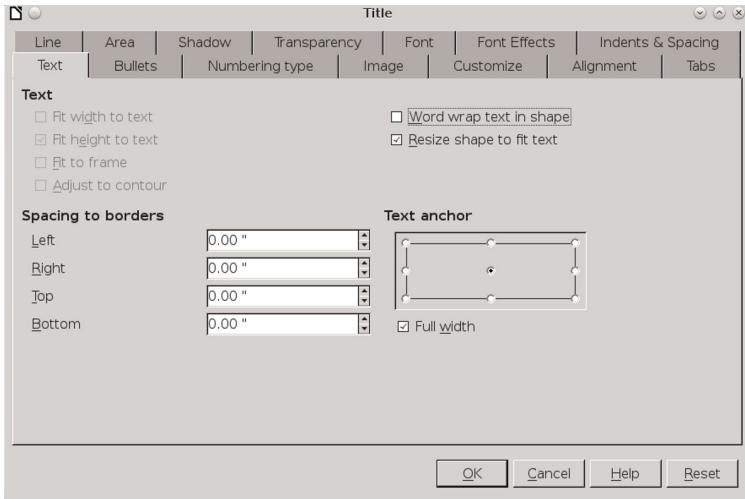 Title
Line Area Shadow Transparency Font Font Effects Indents & Spacing
Text Bullets Numbering type Image Customize Alignment Tabs
Text
Fit width to text
Fit height to text
Fit to frame
Adjust to contour
Word wrap text in shape
Resize shape to fit text
Spacing to borders
Left 0.00 "
Right 0.00 "
Top 0.00 "
Bottom 0.00 "
Text anchor
Full width
OK Cancel Help Reset